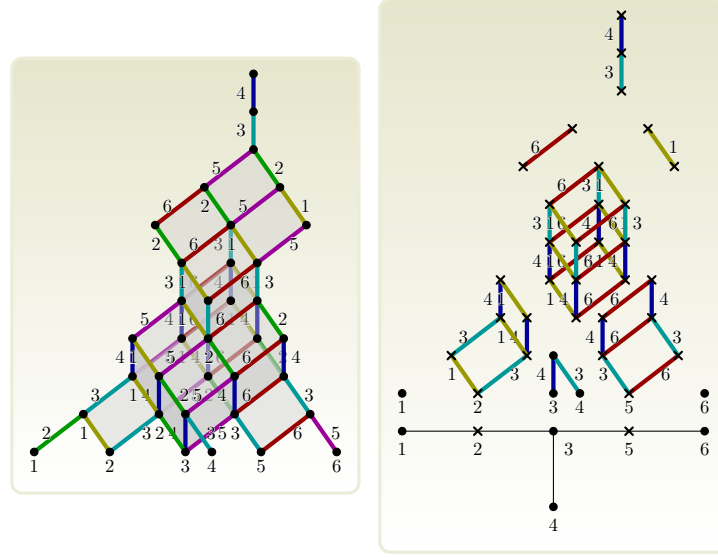 4
3
5 2
6 2 5 1
2 6 3 1 5
3 1 6 6 3
5 4 1 6 4 2
4 1 5 1 4 2 6 2 4
3 1 4 2 5 2 4 6 3
2 1 3 2 4 3 5 3 6 5
1 2 3 4 5 6
4
3
6 1
6 3 1
3 1 6 4 6 1 3
4 1 6 6 1 4
4 1 1 4 6 6 4
3 1 4 4 6 3
1 3 4 3 3 6
1 2 3 4 5 6
1 2 3 5 6
4